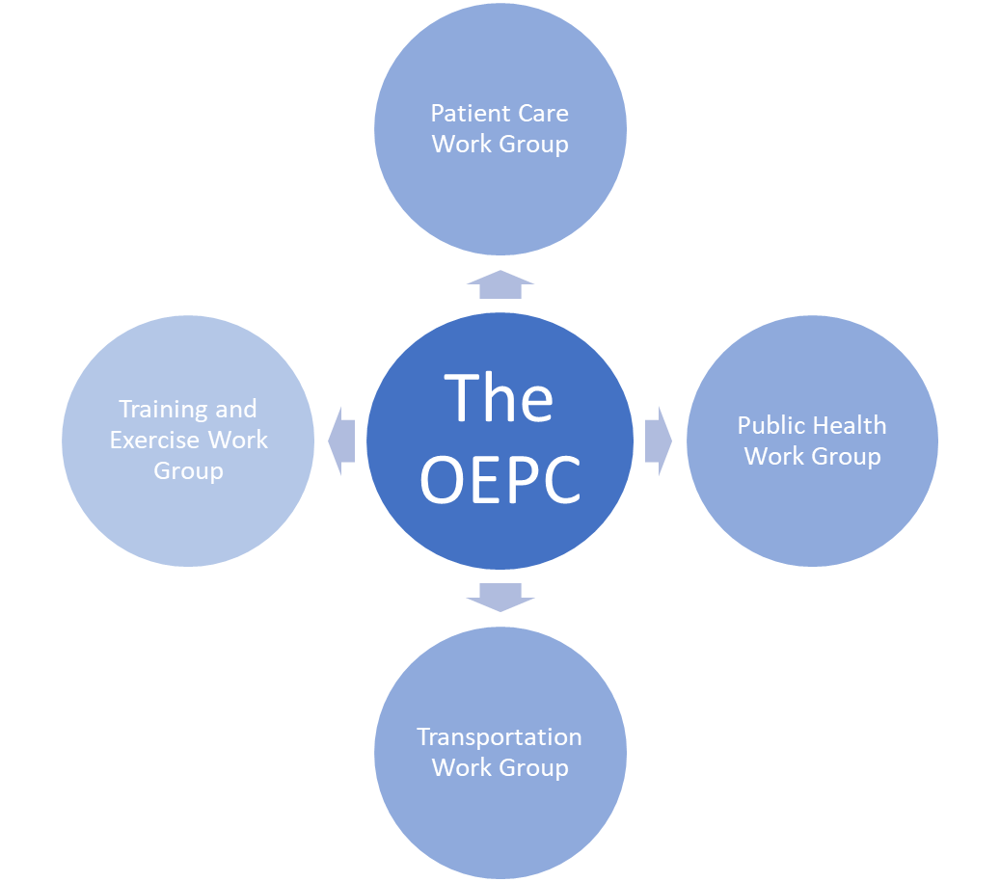 Patient Care
Work Group
Training and
Exercise Work
Group
The
OEPC
Public Health
Work Group
Transportation
Work Group